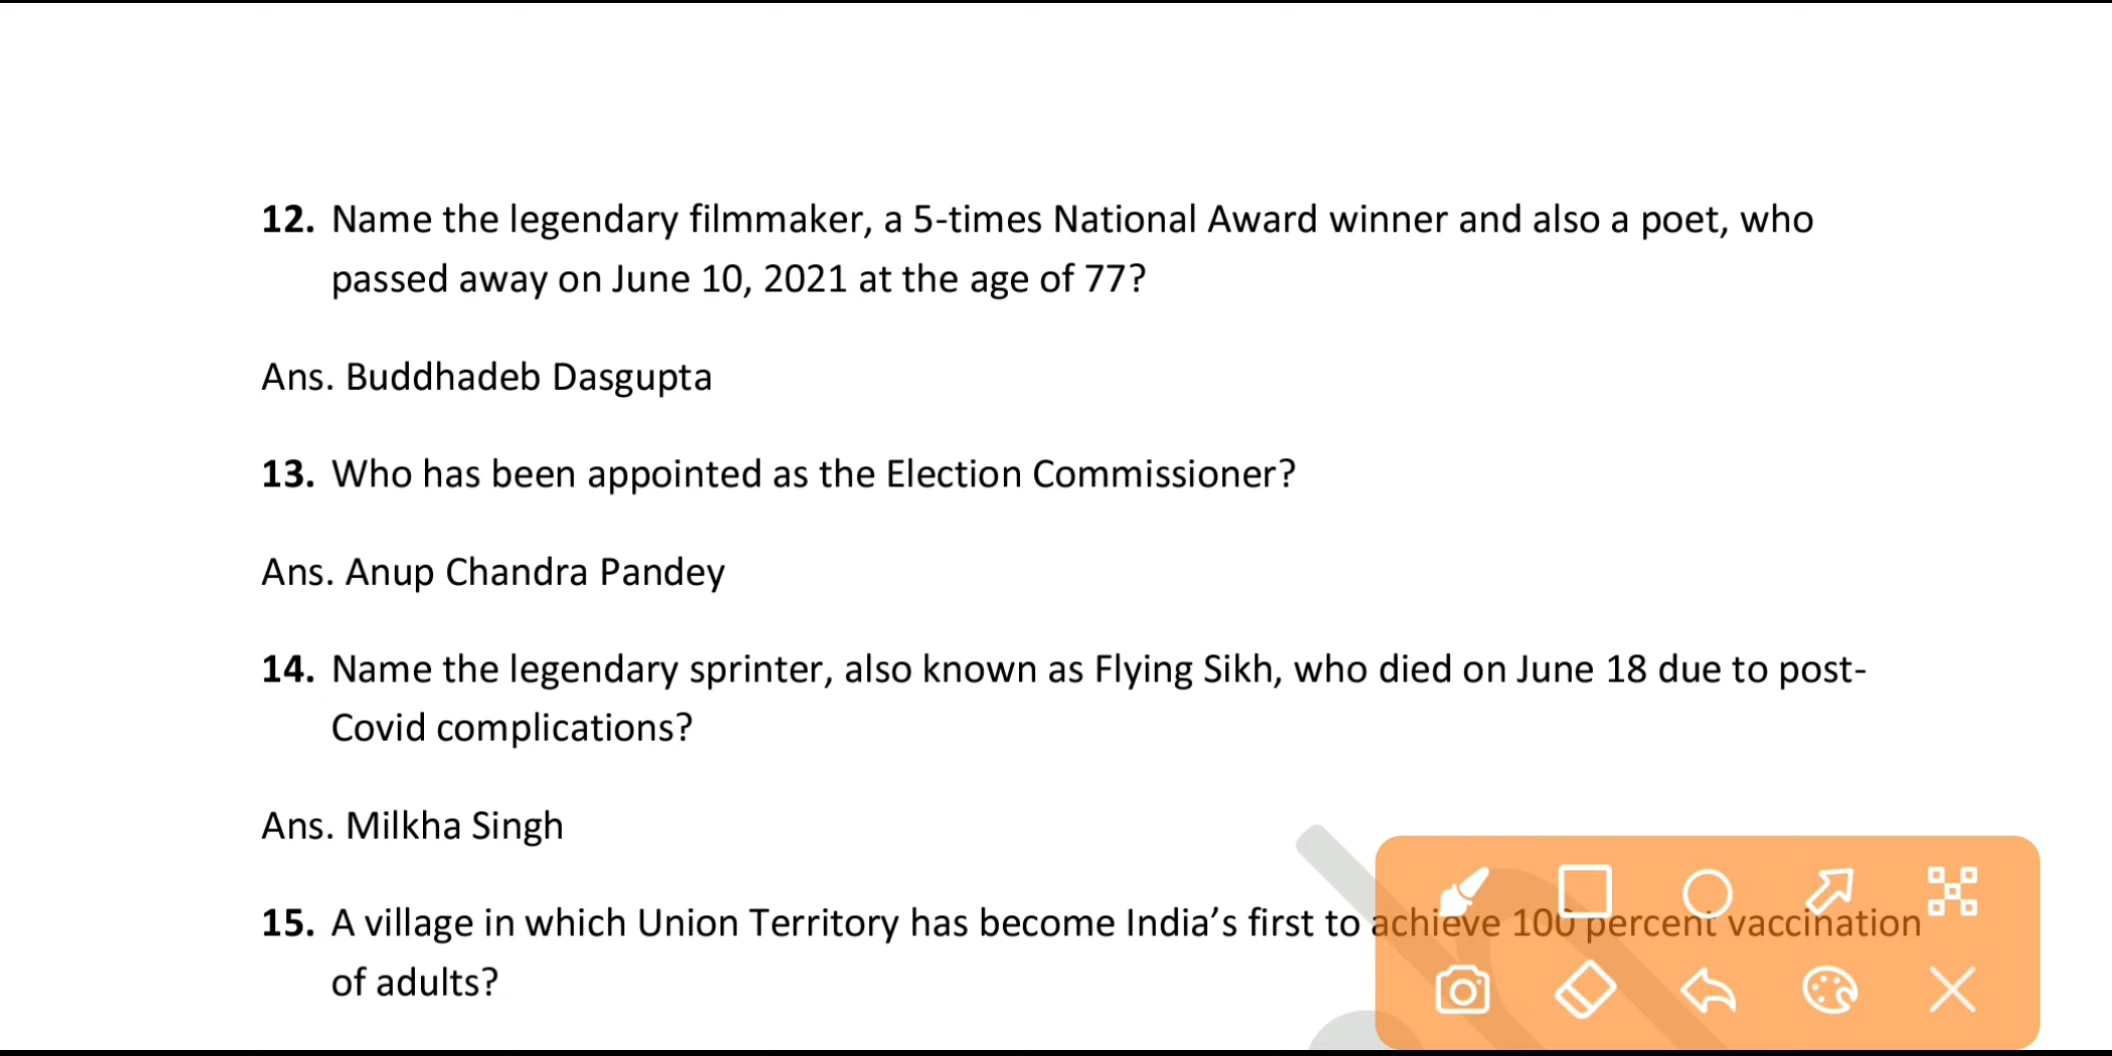 12. Name the legendary filmmaker, a 5-times National Award winner and also a poet, who
passed away on June 10, 2021 at the age of 77?
Ans. Buddhadeb Dasgupta
13. Who has been appointed as the Election Commissioner?
Ans. Anup Chandra Pandey
14. Name the legendary sprinter, also known as Flying Sikh, who died on June 18 due to post-
Covid complications?
Ans. Milkha Singh
15. A village in which Union Territory has become India’s first to achieve 100 percent vaccination
of adults?